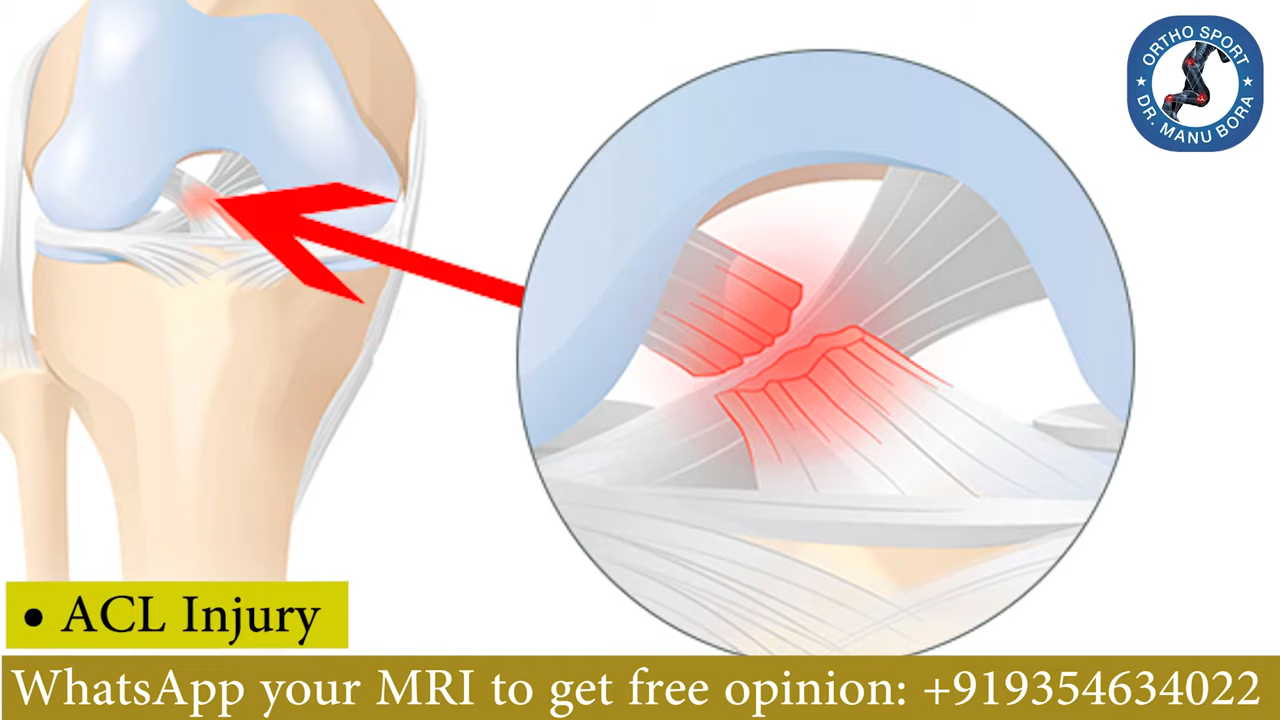 ORTHO SPORT
DR. MANU BORA
• ACL Injury
WhatsApp your MRI to get free opinion: +919354634022